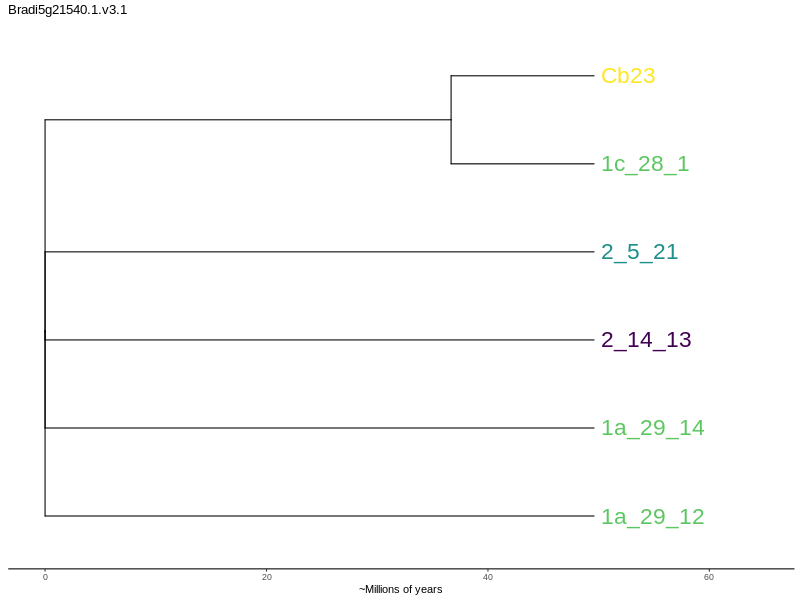 Bradi5g21540.1.v3.1
Cb23
1c_28_1
2_5_21
2_14_13
1a_29_14
1a_29_12
0 20 40 60
~Millions of years